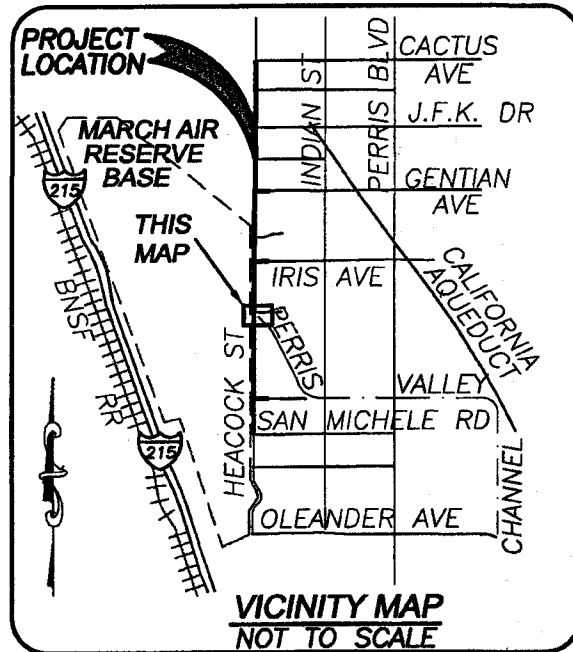 PROJECT
LOCATION
CACTUS
AVE
INDIAN ST
PERRIS BLVD
J.F.K. DR
MARCH AIR
RESERVE
BASE
GENTIAN
AVE
215
THIS
MAP
IRIS AVE
CALIFORNIA
AQUEDUCT
BNSF RR
HEACOCK ST
PERRIS
VALLEY
CHANNEL
SAN MICHELE RD
215
OLEANDER AVE
VICINITY MAP
NOT TO SCALE